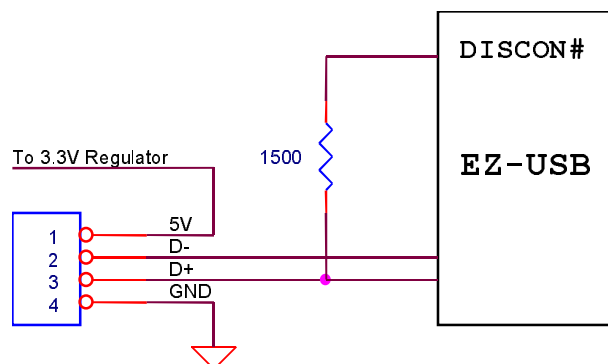 DISCON#
To 3.3V Regulator
1500
EZ-USB
1
5V
2
D-
3
D+
4
GND